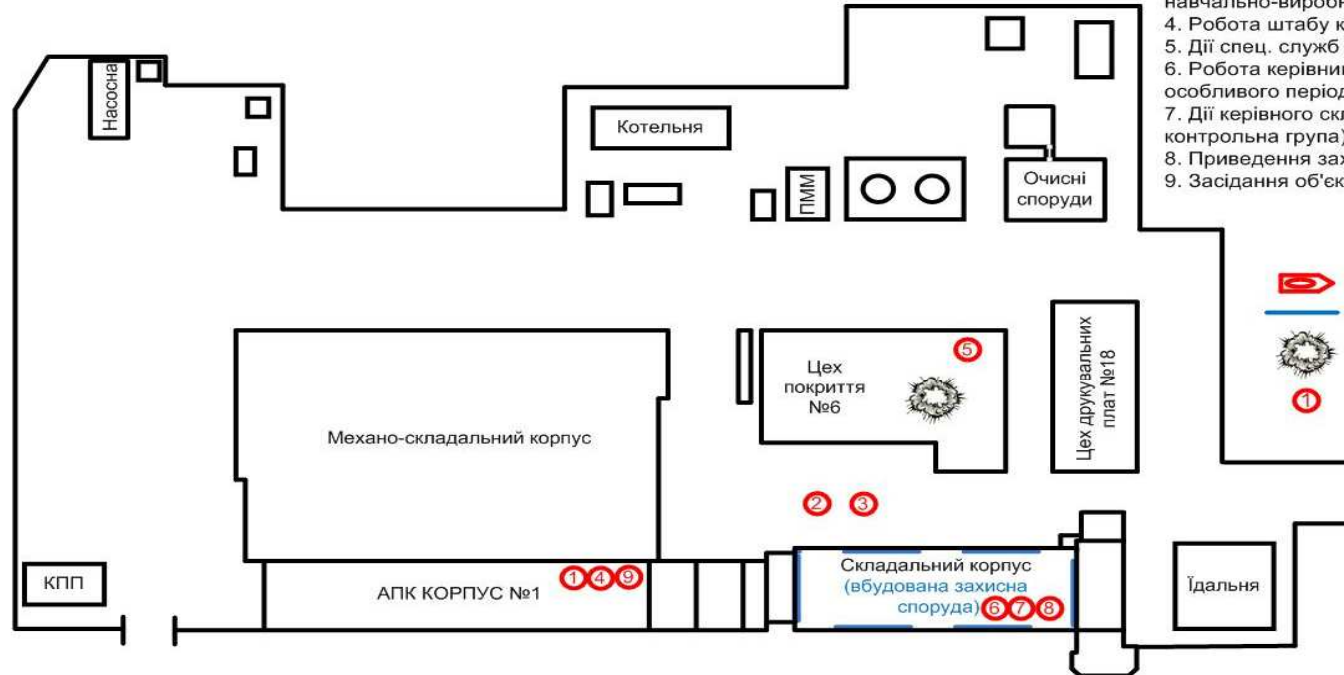 навчально-вироб
4. Робота штабу к
5. Дії спец. служб
6. Робота керівни
особливого період
7. Дії керівного скл
контрольна група)
8. Приведення зах
9. Засідання об'єк
Насосна
Котельня
ПММ
Очисні
споруди
Цех
покриття
№6
5
Цех друкувальних
плат №18
1
Механо-складальний корпус
2 3
КПП
АПК КОРПУС №1
1 4 9
Складальний корпус
(вбудована захисна
споруда) 6 7 8
Їдальня